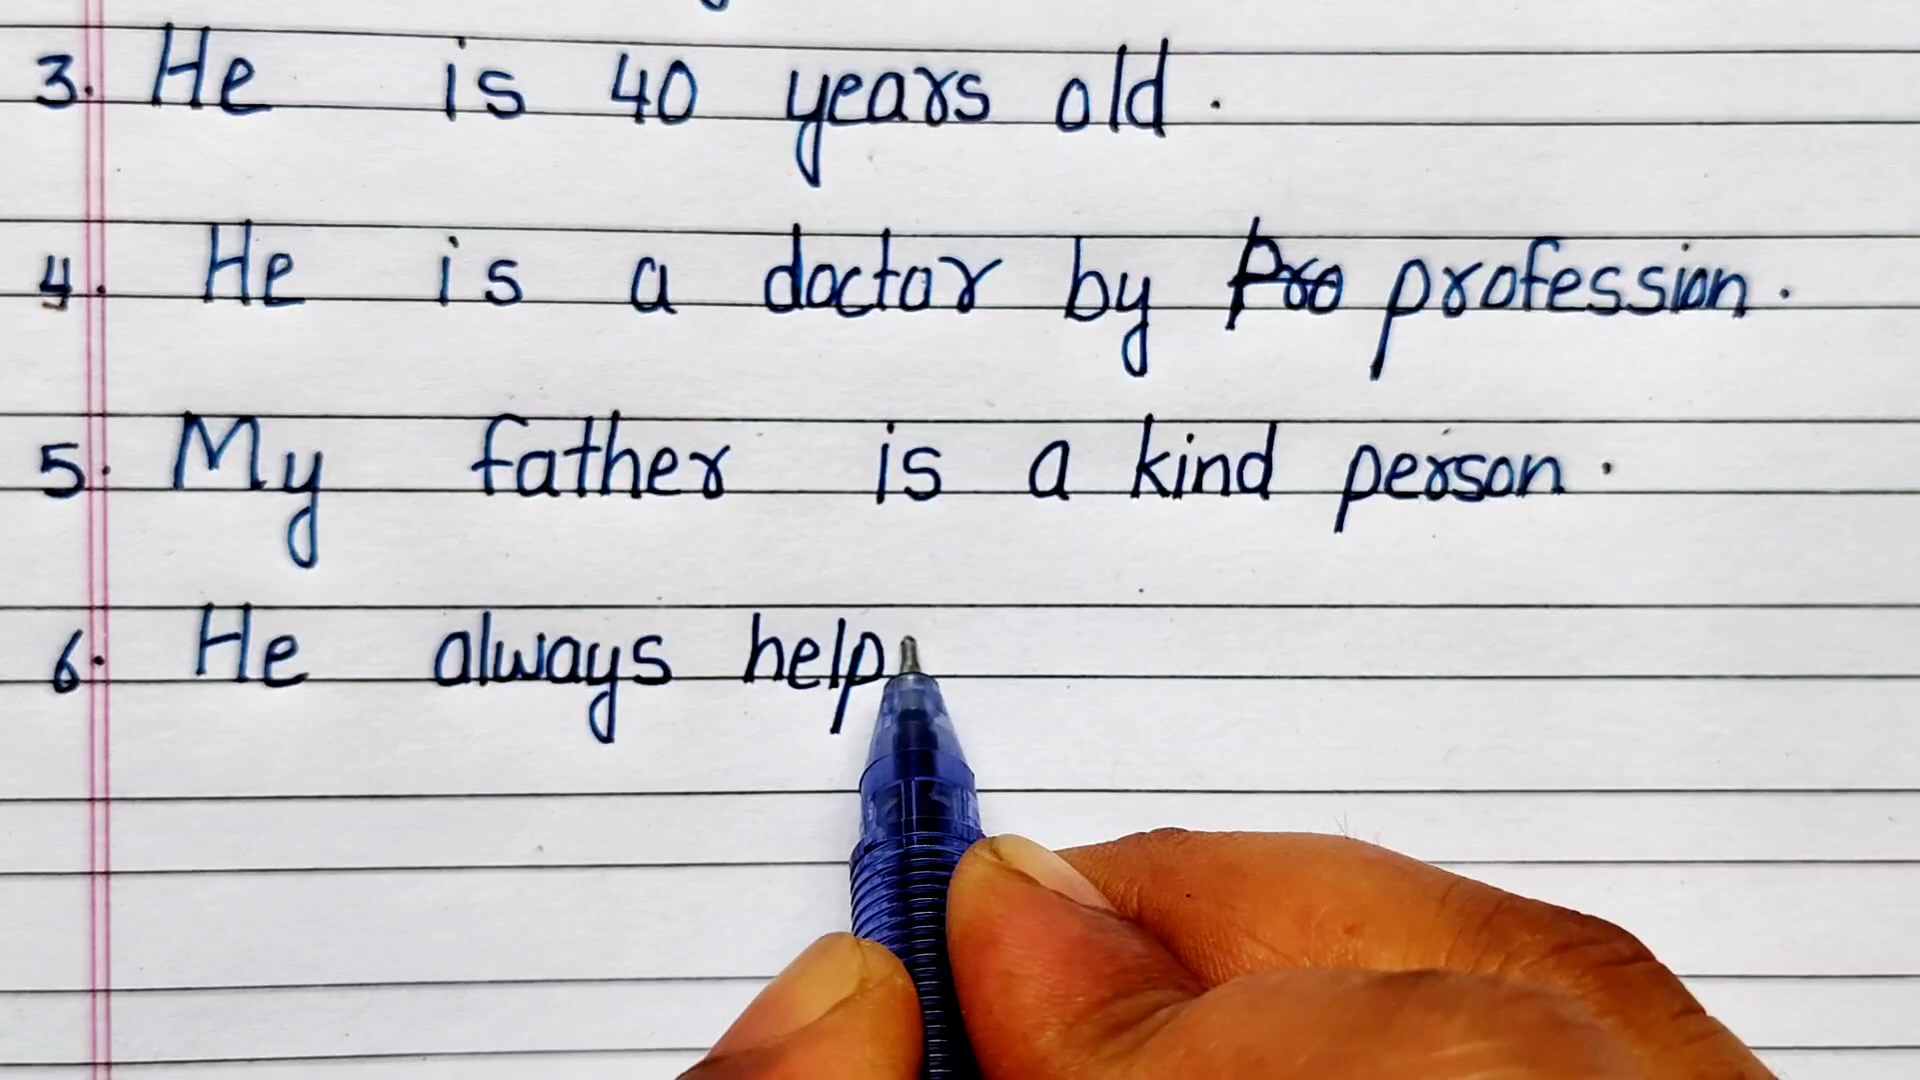 3. He is 40 years old.
4. He is a doctor by Pro profession.
5. My father is a kind person.
6. He always help